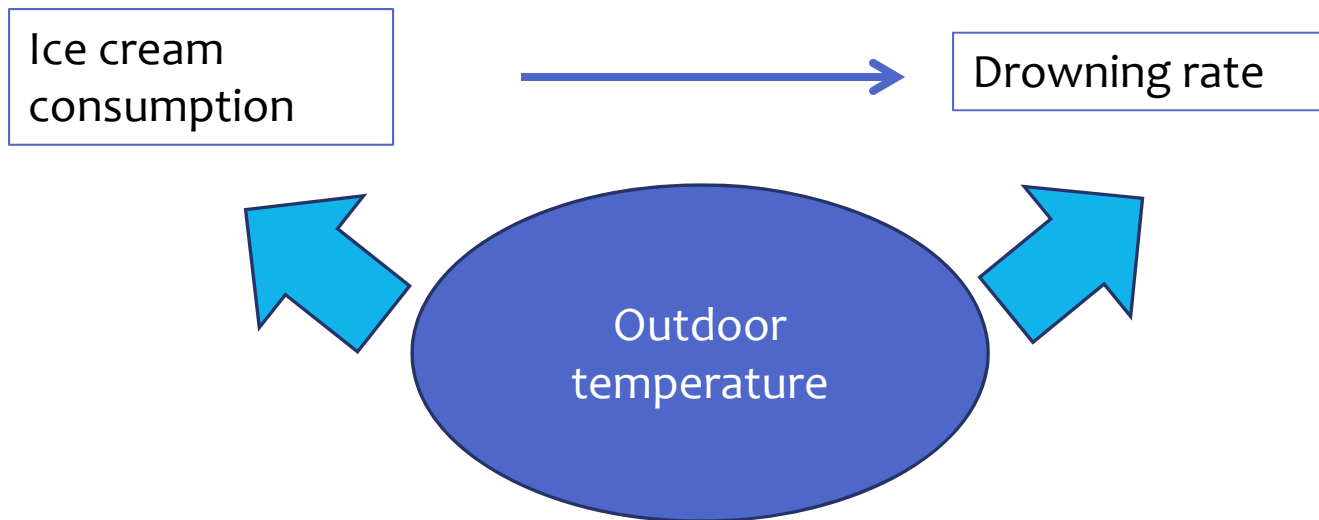 Ice cream
consumption
Drowning rate
Outdoor
temperature